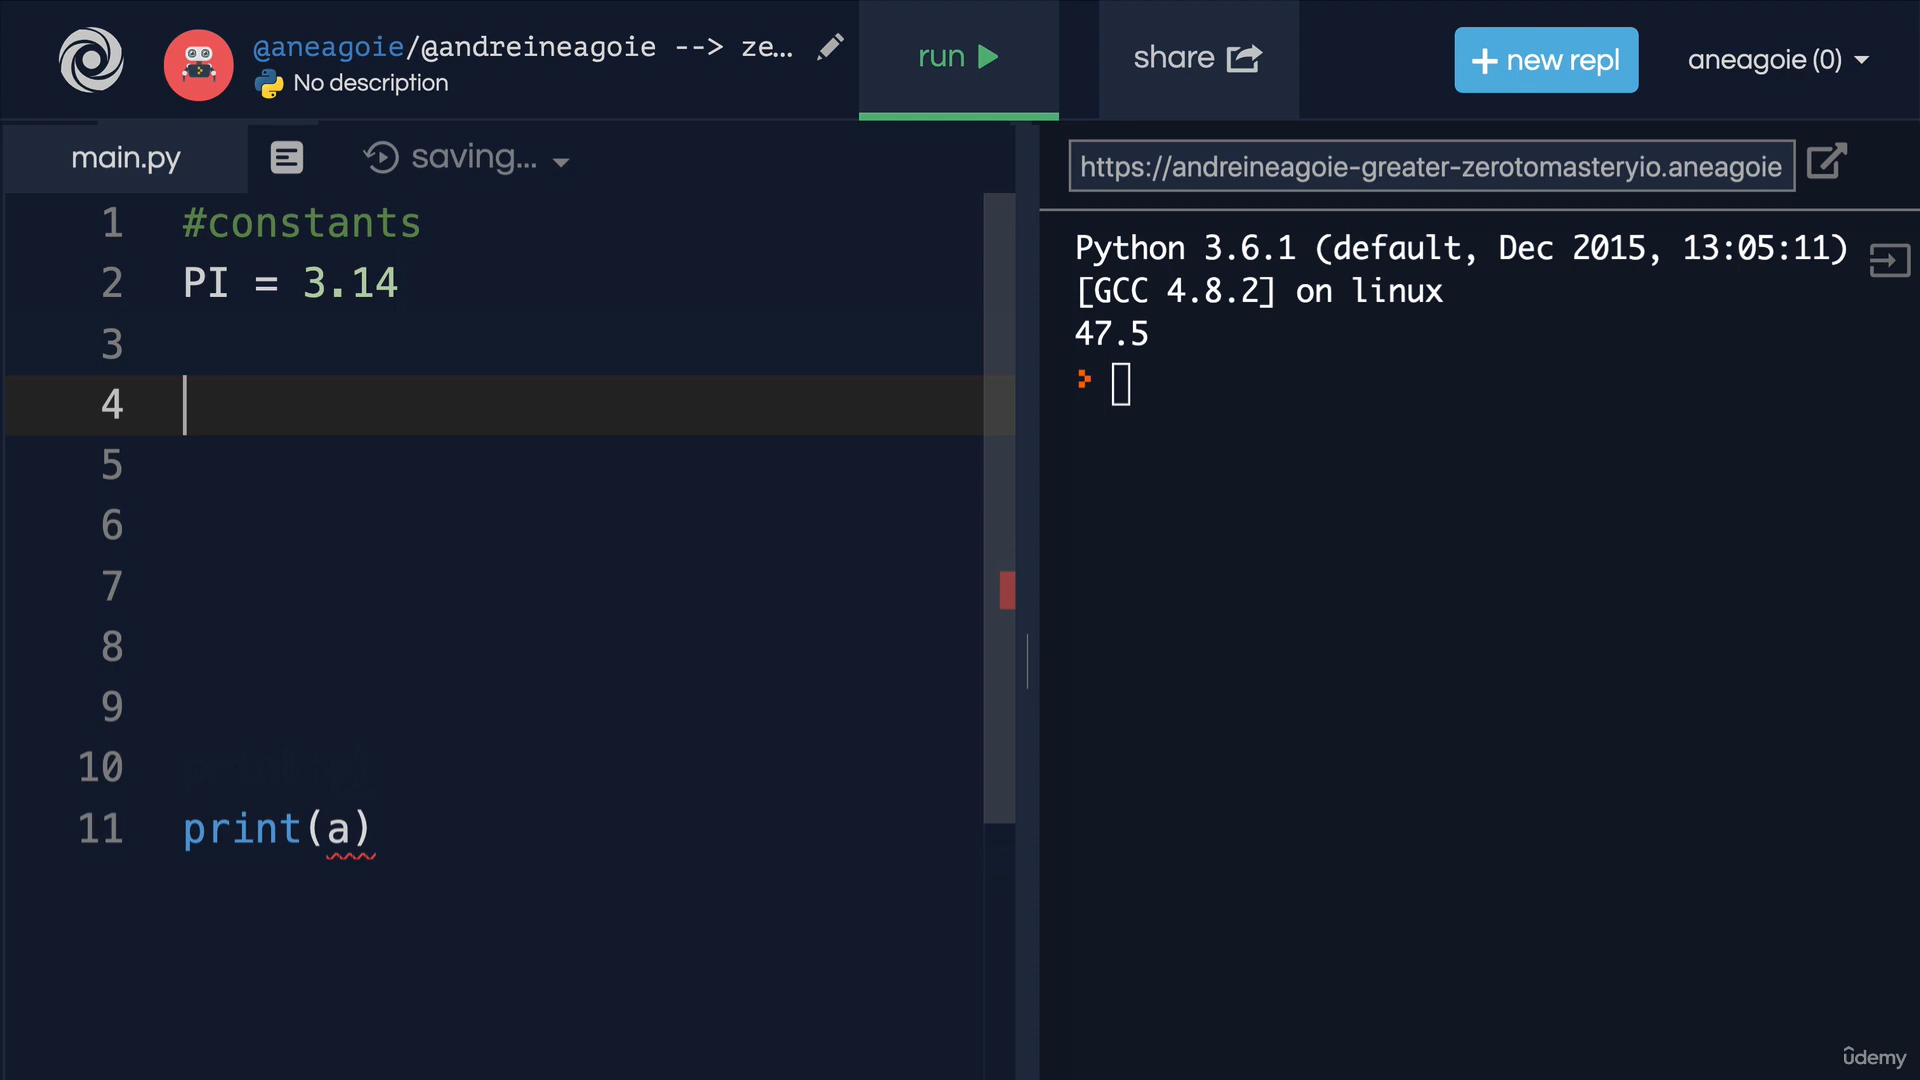 @aneagoie/@andreineagoie --> ze...
No description
run
share
+ new repl
aneagoie (0)
main.py
saving...
https://andreineagoie-greater-zerotomasteryio.aneagoie
1 #constants
2 PI = 3.14
3
4
5
6
7
8
9
10
11 print(a)
Python 3.6.1 (default, Dec 2015, 13:05:11)
[GCC 4.8.2] on linux
47.5
udemy